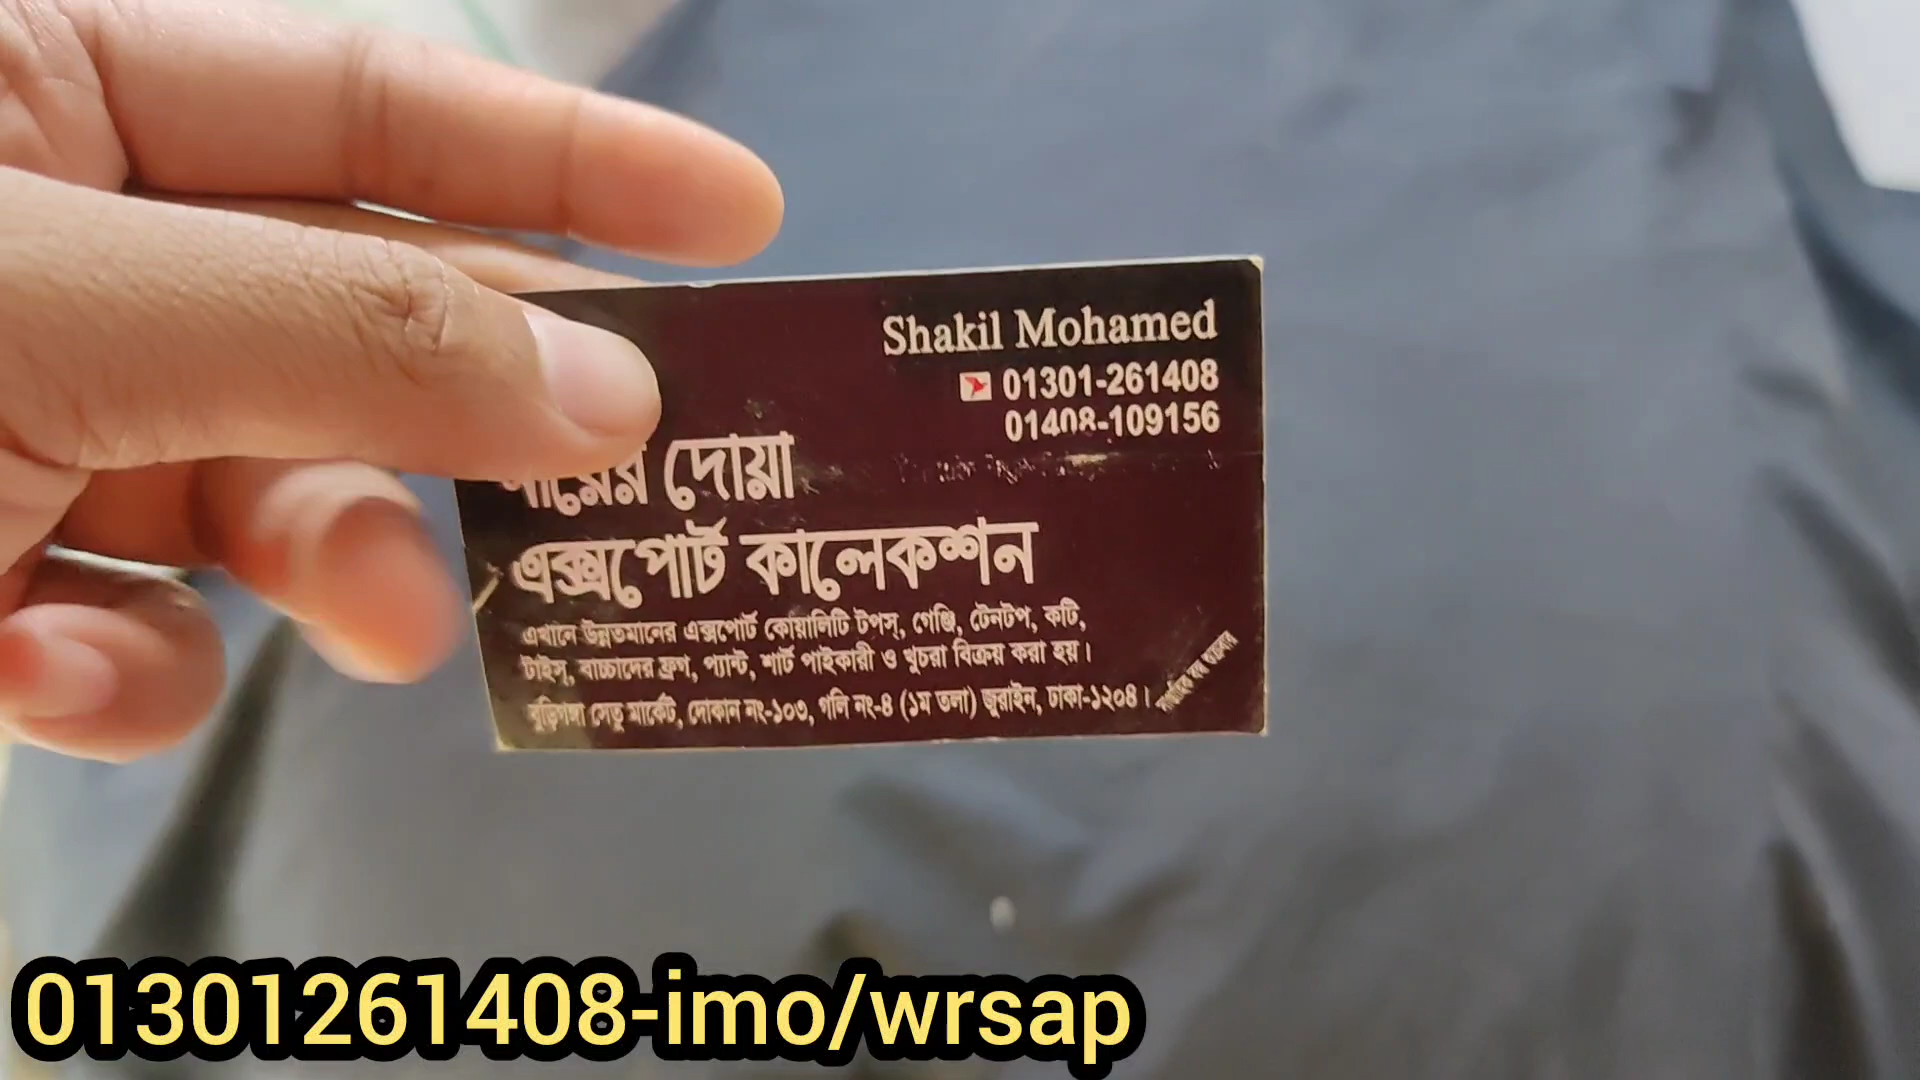 Shakil Mohamed
01301-261408
01408-109156
দোয়া
এক্সপোর্ট কালেকশন
এখানে উন্নতমানের এক্সপোর্ট কোয়ালিটি টপস্, গেঞ্জি, টেনটপ, কটি,
টাইস্, বাচ্চাদের ফ্রগ, প্যান্ট, শার্ট পাইকারী ও খুচরা বিক্রয় করা হয়।
বুড়িগঙ্গা সেতু মার্কেট, দোকান নং-১০৩, গলি নং-৪ (১ম তলা) জুরাইন, ঢাকা-১২০৪।
01301261408-imo/wrsap